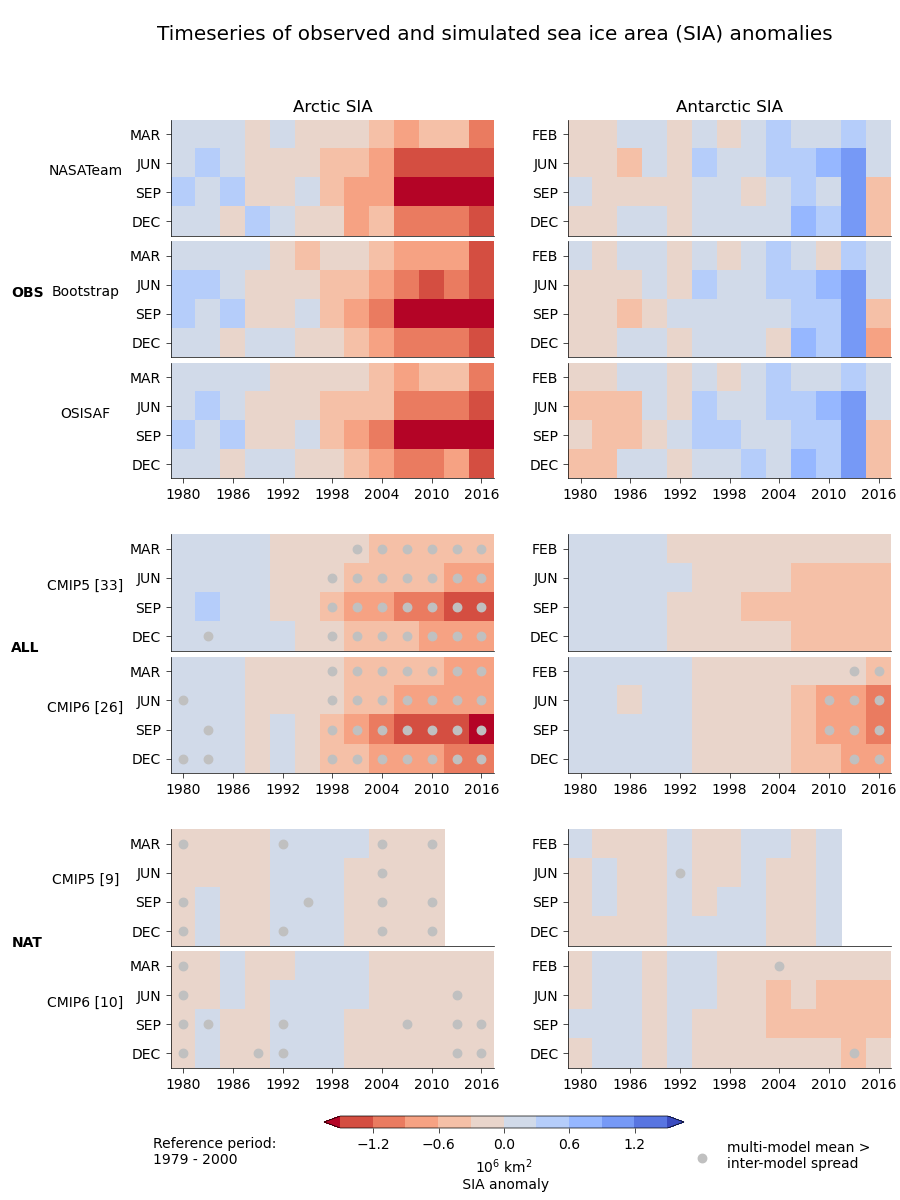 Timeseries of observed and simulated sea ice area (SIA) anomalies
Arctic SIA
Antarctic SIA
OBS
NASATeam
MAR
JUN
SEP
DEC
FEB
JUN
SEP
DEC
Bootstrap
MAR
JUN
SEP
DEC
FEB
JUN
SEP
DEC
OSISAF
MAR
JUN
SEP
DEC
FEB
JUN
SEP
DEC
1980 1986 1992 1998 2004 2010 2016
1980 1986 1992 1998 2004 2010 2016
ALL
CMIP5 [33]
MAR
JUN
SEP
DEC
FEB
JUN
SEP
DEC
CMIP6 [26]
MAR
JUN
SEP
DEC
FEB
JUN
SEP
DEC
1980 1986 1992 1998 2004 2010 2016
1980 1986 1992 1998 2004 2010 2016
NAT
CMIP5 [9]
MAR
JUN
SEP
DEC
FEB
JUN
SEP
DEC
CMIP6 [10]
MAR
JUN
SEP
DEC
FEB
JUN
SEP
DEC
1980 1986 1992 1998 2004 2010 2016
1980 1986 1992 1998 2004 2010 2016
Reference period:
1979 - 2000
−1.2 −0.6 0.0 0.6 1.2
10⁶ km²
SIA anomaly
multi-model mean >
inter-model spread